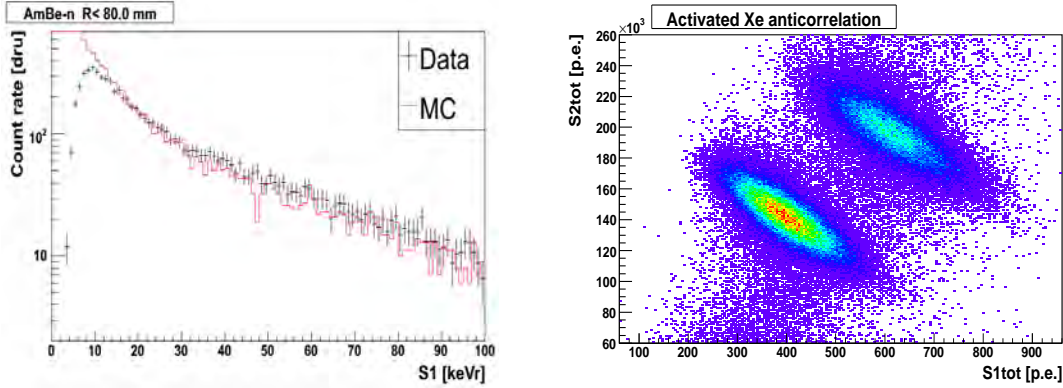 AmBe-n R< 80.0 mm
Count rate [dru]
10²
10
Data
MC
0 10 20 30 40 50 60 70 80 90 100
S1 [keVr]
Activated Xe anticorrelation
×10³
S2tot [p.e.]
260
240
220
200
180
160
140
120
100
80
60
100 200 300 400 500 600 700 800 900
S1tot [p.e.]